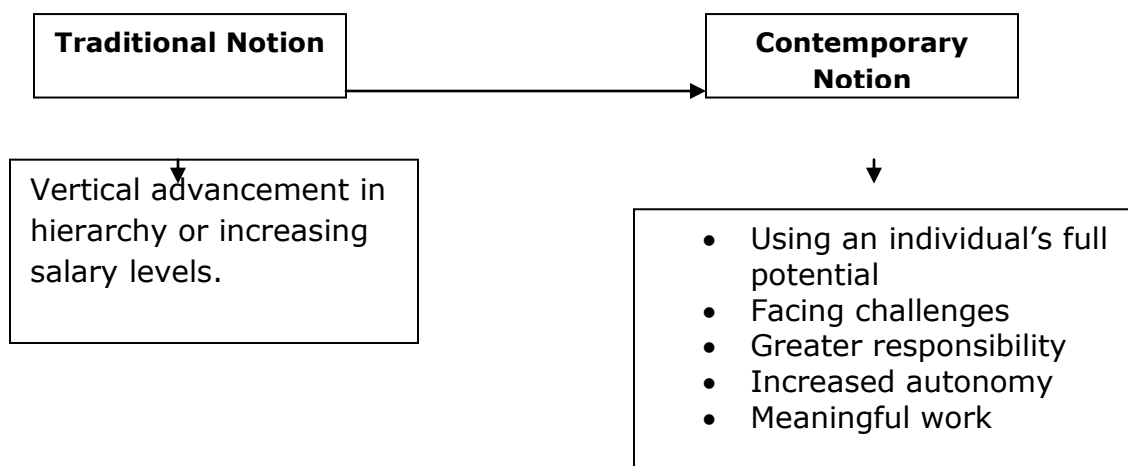 Traditional Notion
Contemporary
Notion
Vertical advancement in
hierarchy or increasing
salary levels.
• Using an individual’s full
potential
• Facing challenges
• Greater responsibility
• Increased autonomy
• Meaningful work